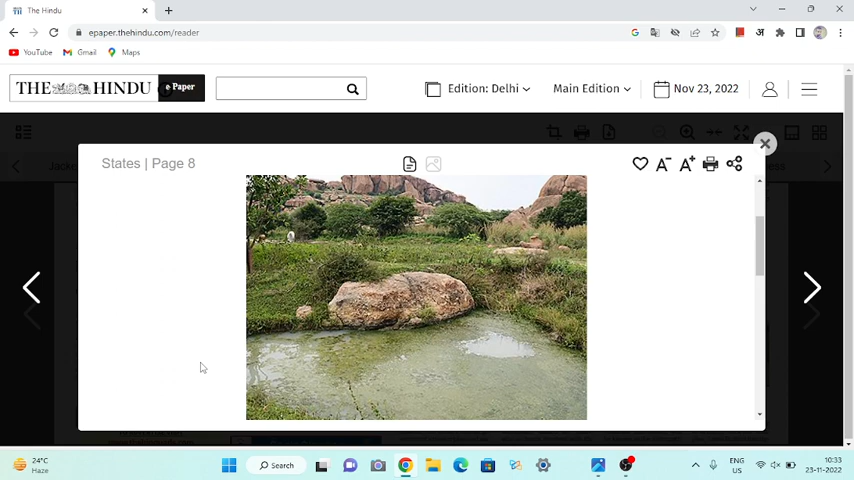 The Hindu
epaper.thehindu.com/reader
YouTube
Gmail
Maps
THE HINDU
e Paper
Edition: Delhi
Main Edition
Nov 23, 2022
States | Page 8
A-
A+
24°C
Haze
Search
ENG
US
10:33
23-11-2022